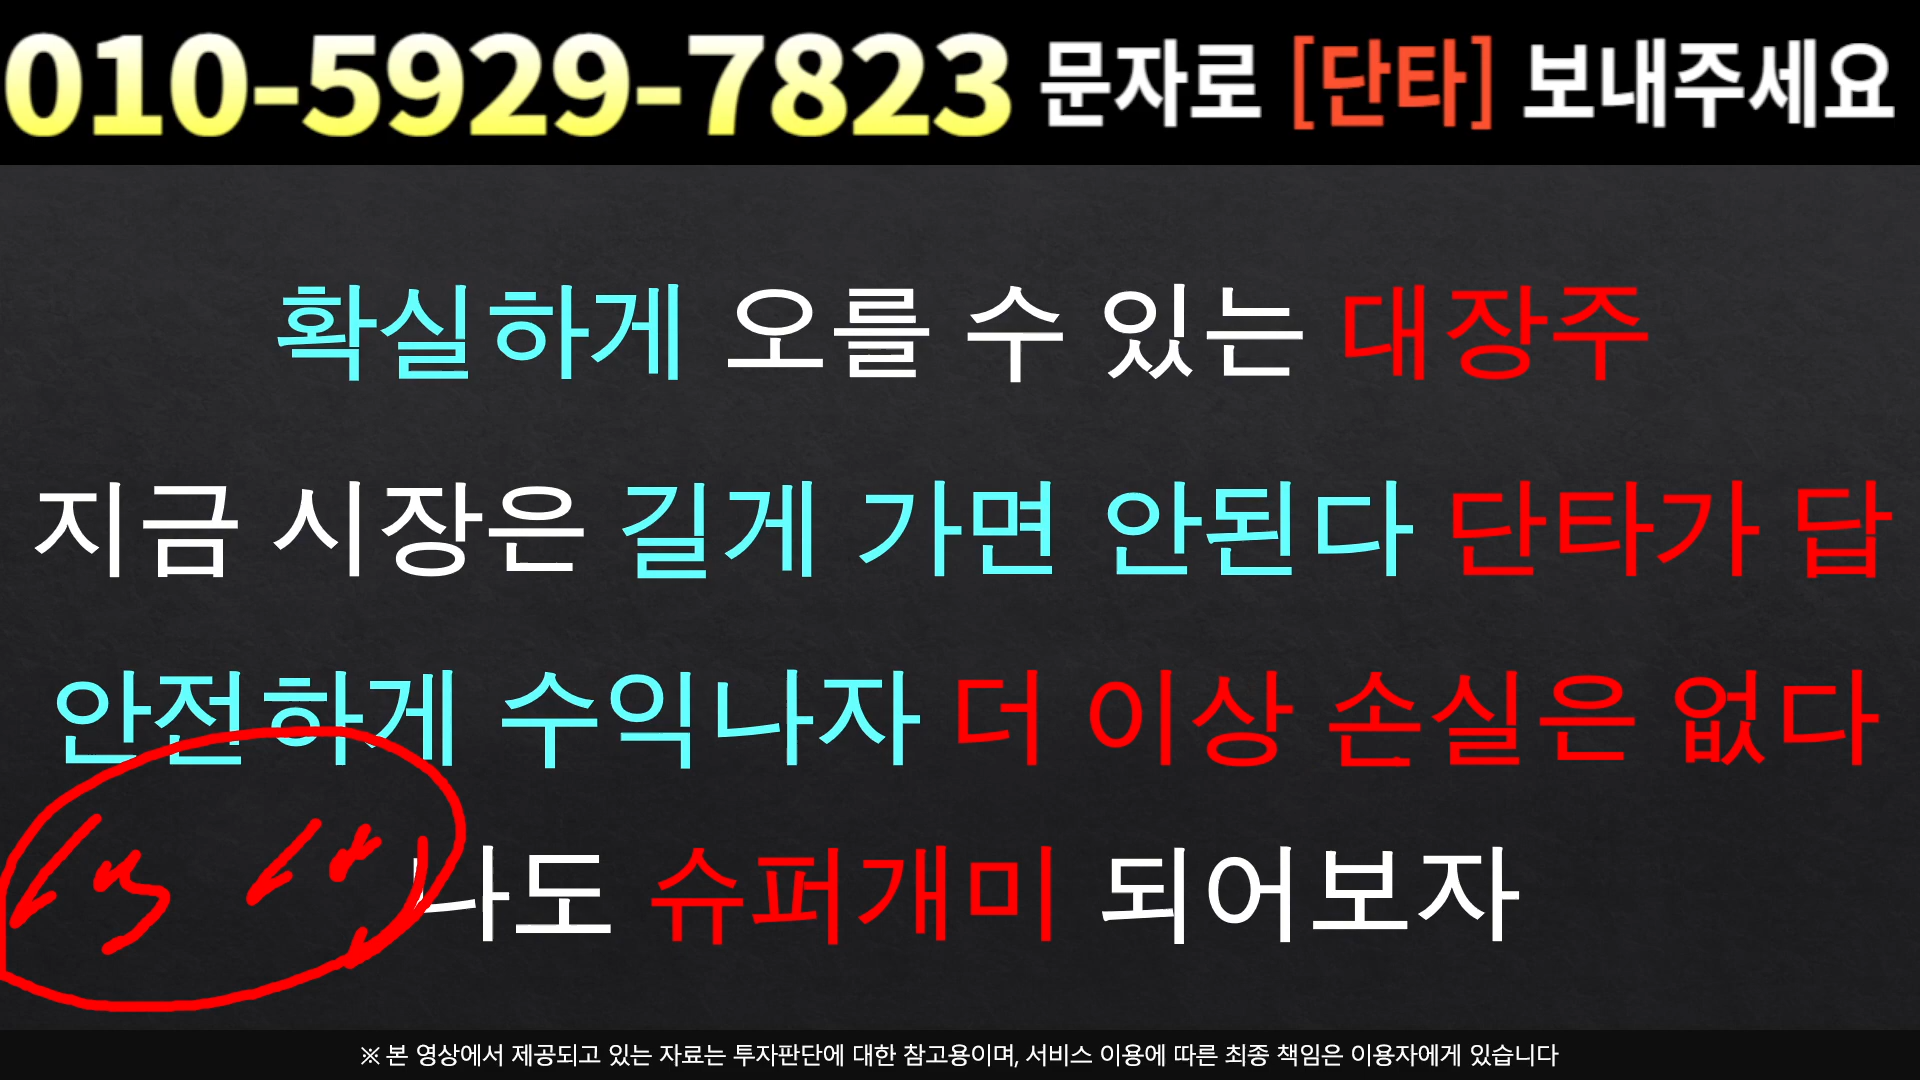 010-5929-7823 문자로 [단타] 보내주세요
확실하게 오를 수 있는 대장주
지금 시장은 길게 가면 안된다 단타가 답
안전하게 수익나자 더 이상 손실은 없다
나도 슈퍼개미 되어보자
※ 본 영상에서 제공되고 있는 자료는 투자판단에 대한 참고용이며, 서비스 이용에 따른 최종 책임은 이용자에게 있습니다